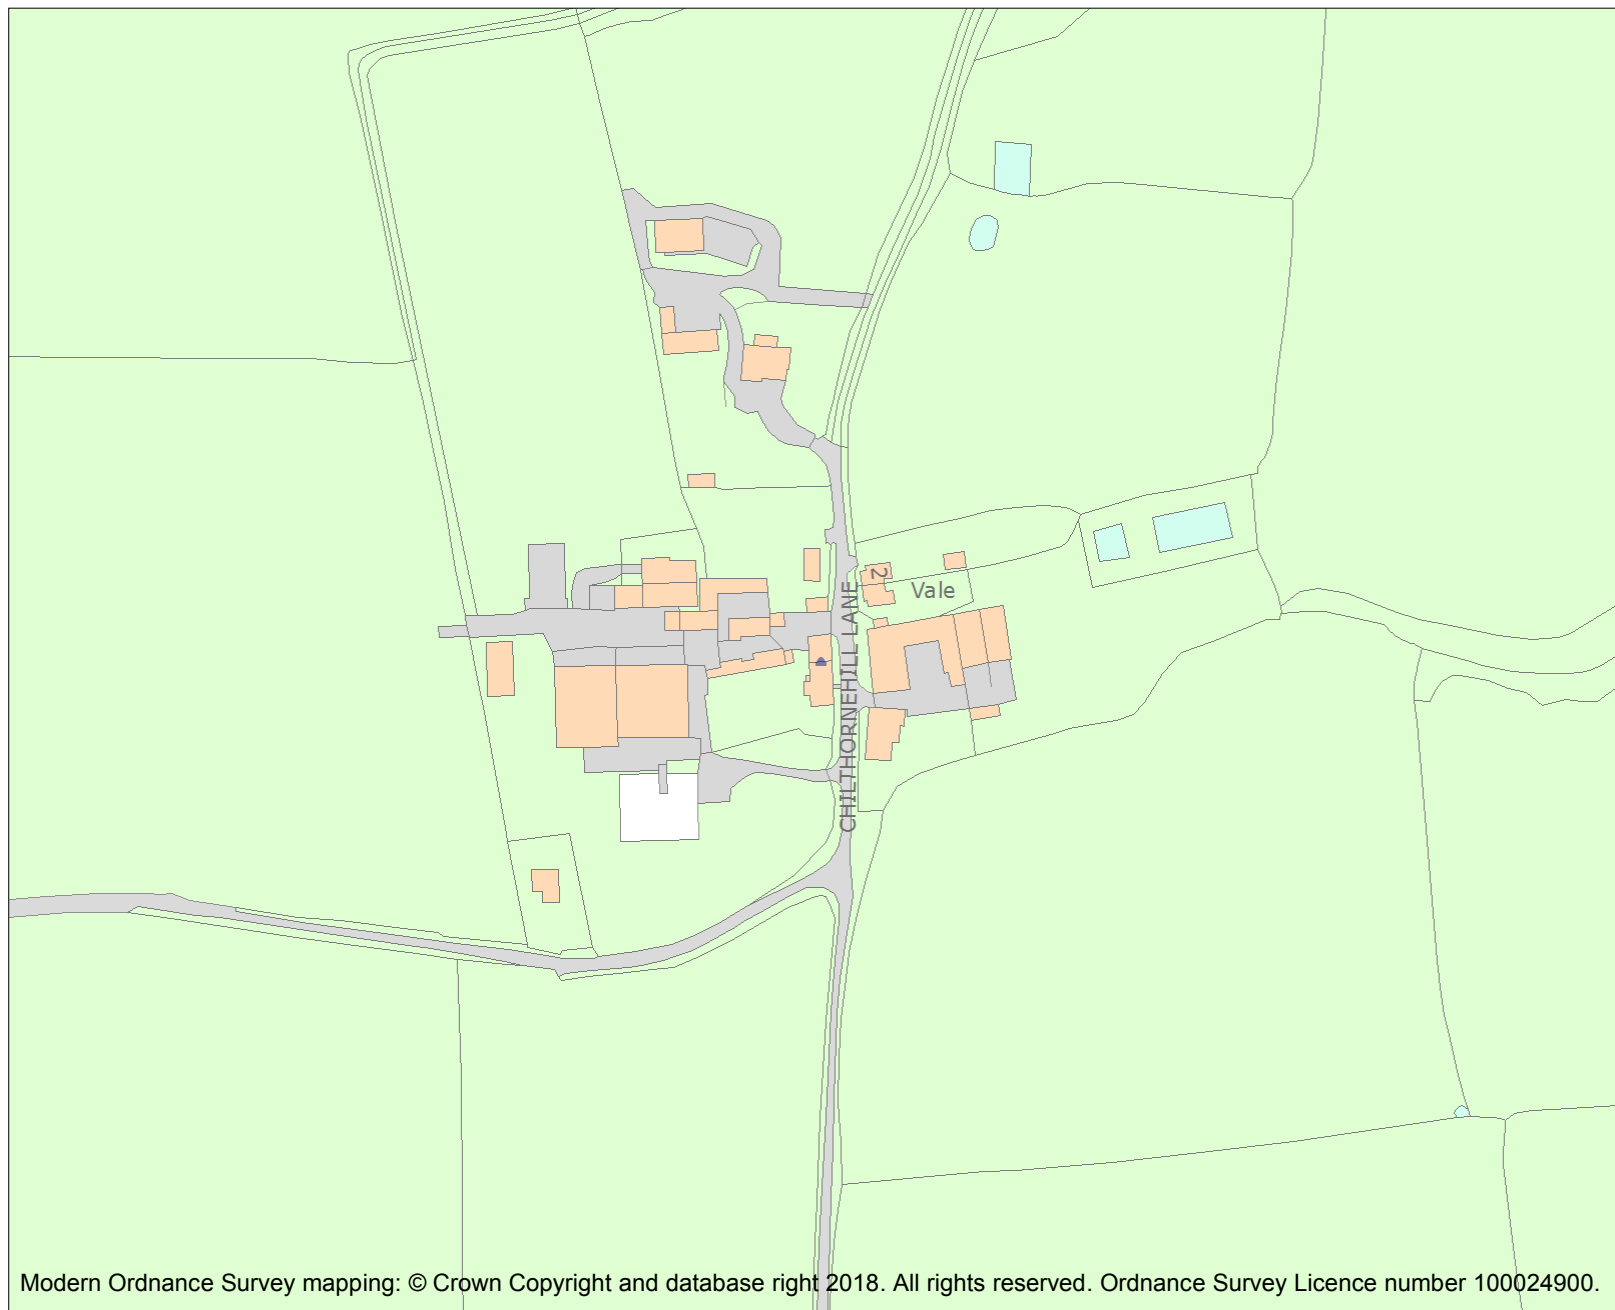 2
Vale
CHILTHORNEHILL LANE
Modern Ordnance Survey mapping: © Crown Copyright and database right 2018. All rights reserved. Ordnance Survey Licence number 100024900.